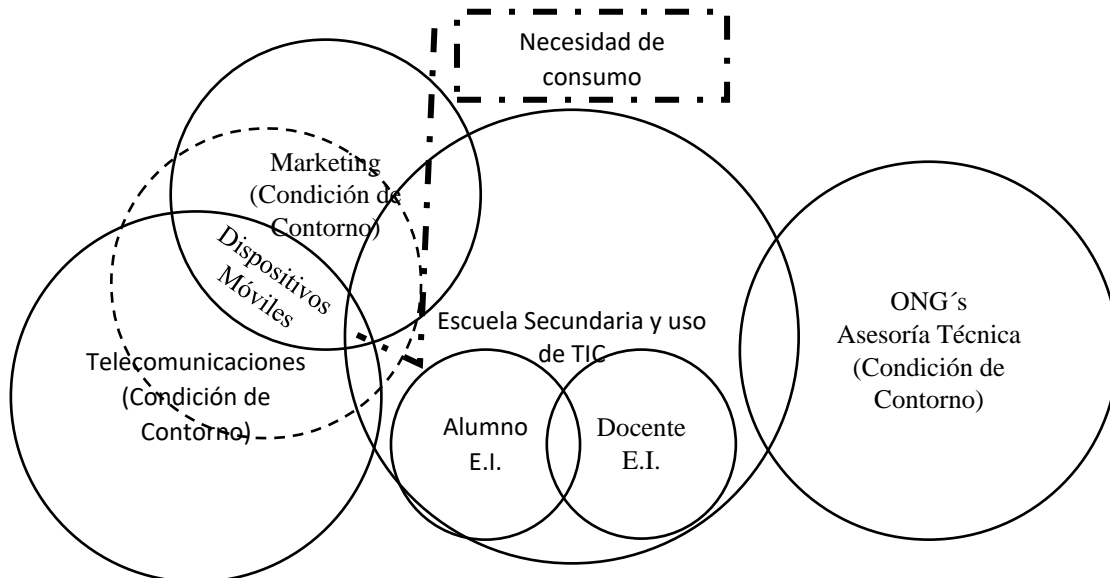 Necesidad de
consumo
Marketing
(Condición de
Contorno)
Dispositivos
Móviles
Telecomunicaciones
(Condición de
Contorno)
Escuela Secundaria y uso
de TIC
Alumno
E.I.
Docente
E.I.
ONG´s
Asesoría Técnica
(Condición de
Contorno)